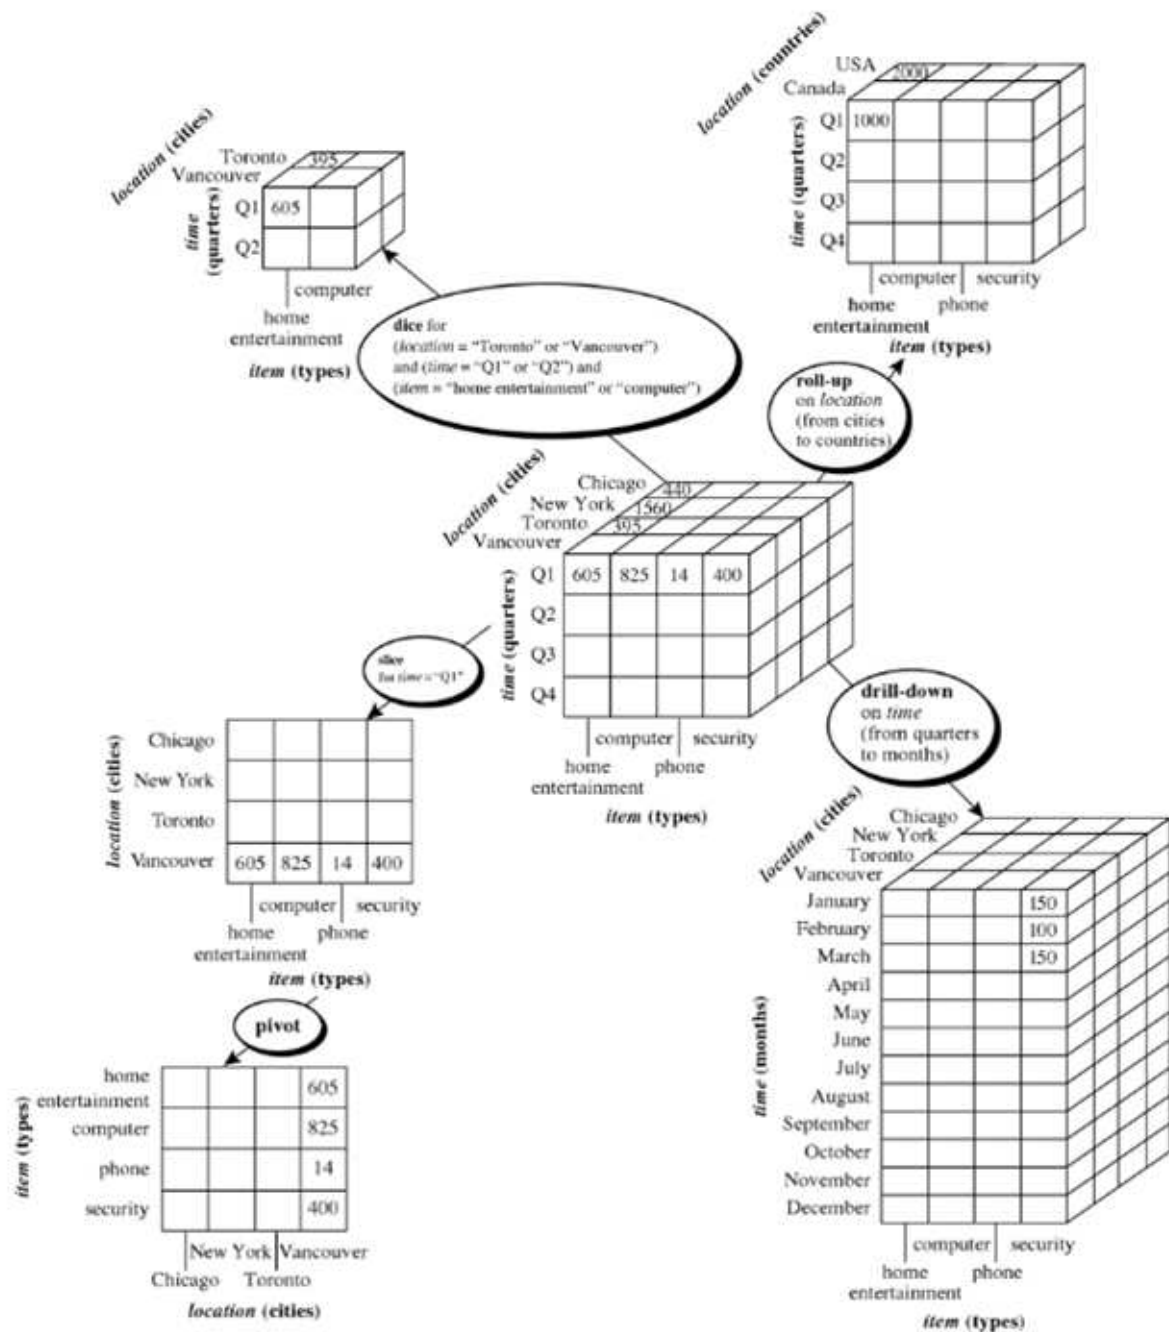 location (cities)
Toronto
Vancouver
395
time (quarters)
Q1
605
Q2
computer
home
entertainment
item (types)
location (countries)
USA
2000
Canada
time (quarters)
Q1
1000
Q2
Q3
Q4
computer
security
home
phone
entertainment
item (types)
dice for
(location = “Toronto” or “Vancouver”)
and (time = “Q1” or “Q2”) and
(item = “home entertainment” or “computer”)
roll-up
on location
(from cities
to countries)
location (cities)
Chicago
440
New York
1560
Toronto
395
Vancouver
time (quarters)
Q1 605 825 14 400
Q2
Q3
Q4
computer
security
home
phone
entertainment
item (types)
slice
for time = “Q1”
location (cities)
Chicago
New York
Toronto
Vancouver 605 825 14 400
computer
security
home
phone
entertainment
item (types)
drill-down
on time
(from quarters
to months)
location (cities)
Chicago
New York
Toronto
Vancouver
time (months)
January 150
February 100
March 150
April
May
June
July
August
September
October
November
December
computer
security
home
phone
entertainment
item (types)
pivot
item (types)
home
entertainment
605
computer 825
phone 14
security 400
New York
Vancouver
Chicago
Toronto
location (cities)